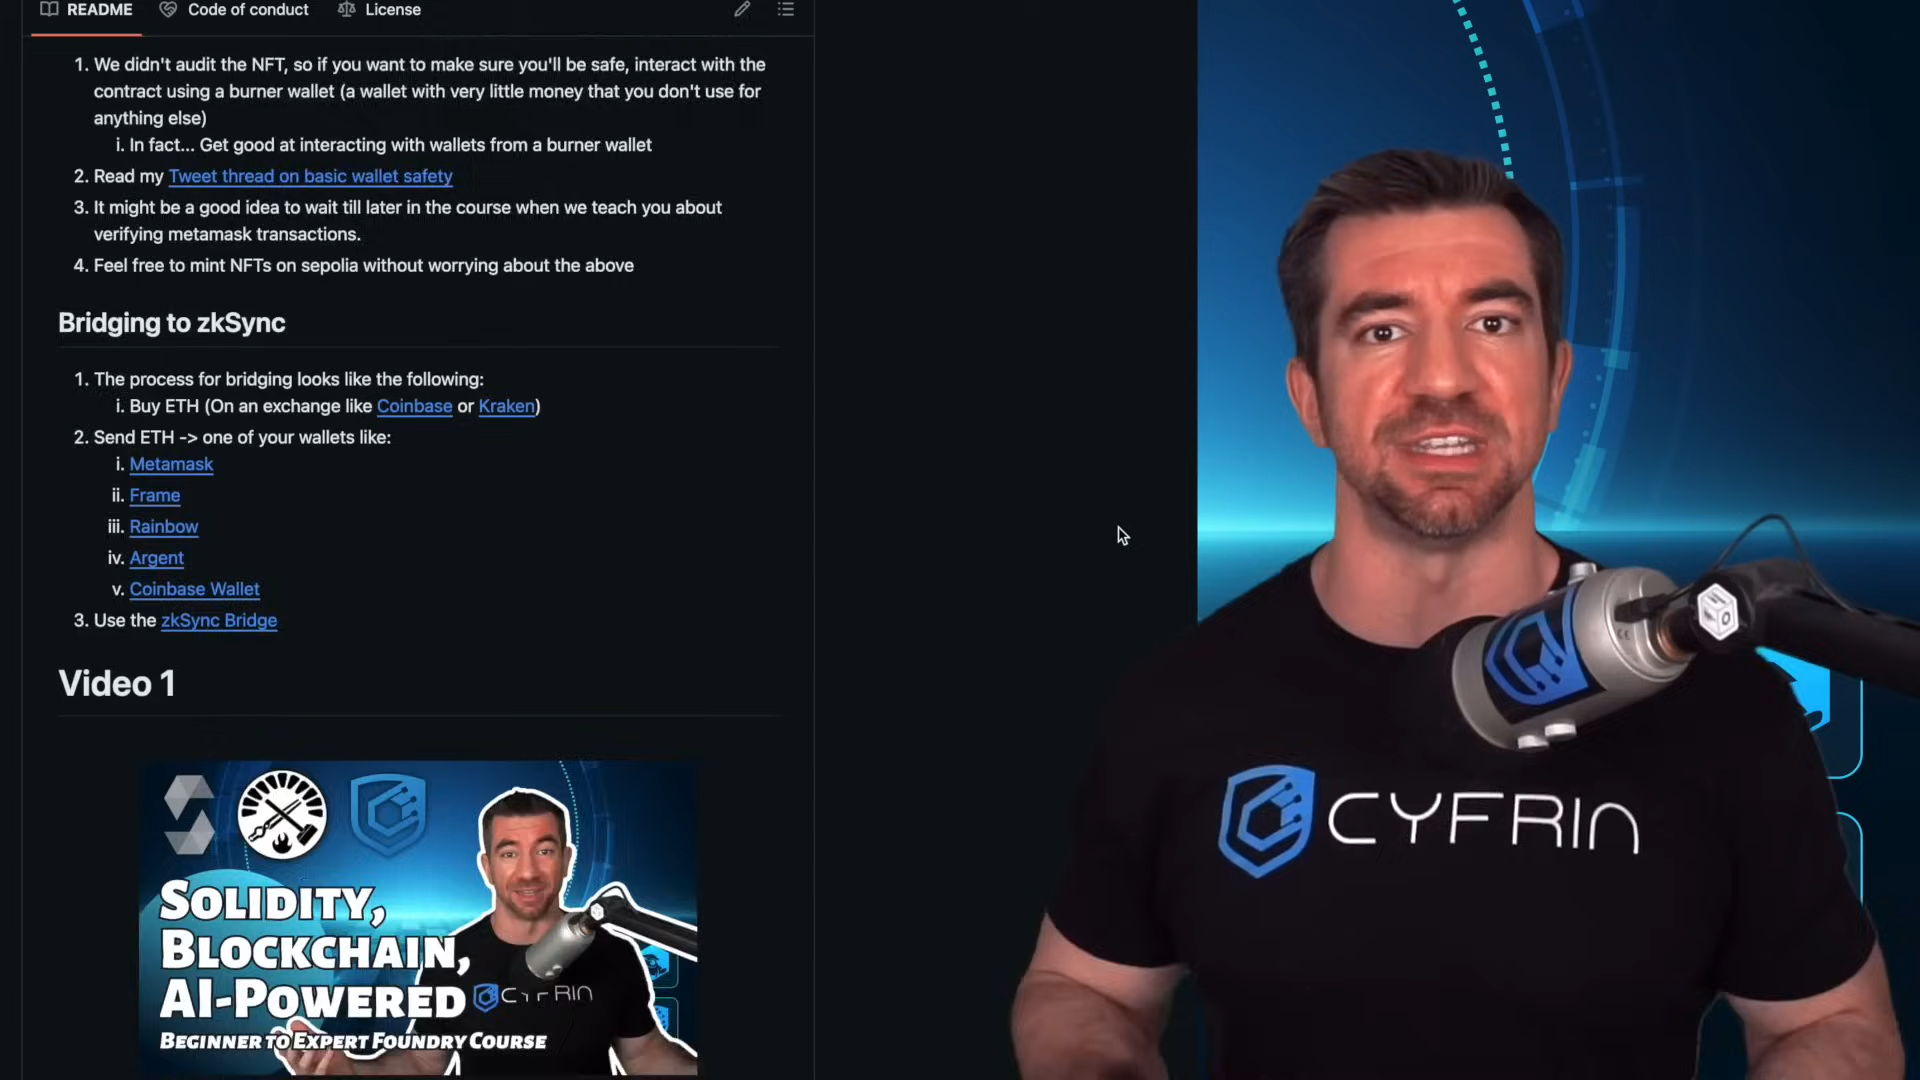 README
Code of conduct
License
1. We didn't audit the NFT, so if you want to make sure you'll be safe, interact with the
contract using a burner wallet (a wallet with very little money that you don't use for
anything else)
i. In fact... Get good at interacting with wallets from a burner wallet
2. Read my Tweet thread on basic wallet safety
3. It might be a good idea to wait till later in the course when we teach you about
verifying metamask transactions.
4. Feel free to mint NFTs on sepolia without worrying about the above
Bridging to zkSync
1. The process for bridging looks like the following:
i. Buy ETH (On an exchange like Coinbase or Kraken)
2. Send ETH -> one of your wallets like:
i. Metamask
ii. Frame
iii. Rainbow
iv. Argent
v. Coinbase Wallet
3. Use the zkSync Bridge
Video 1
SOLIDITY,
BLOCKCHAIN,
AI-POWERED
BEGINNER TO EXPERT FOUNDRY COURSE
CYFRIN
CYFRIN